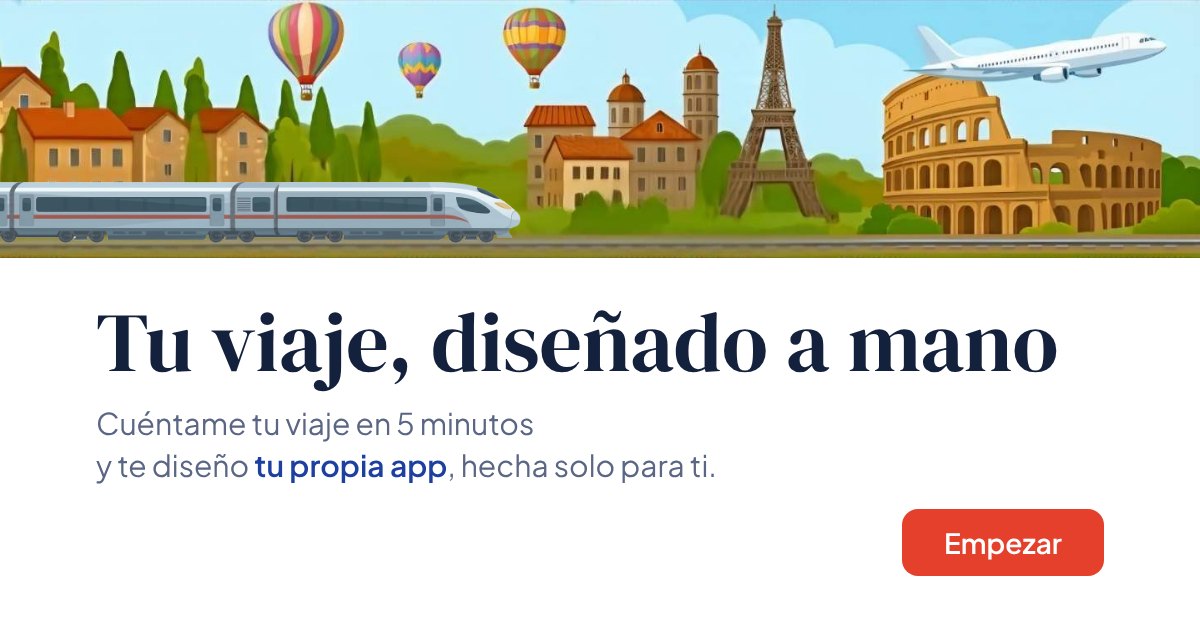 Tu viaje, diseñado a mano
Cuéntame tu viaje en 5 minutos
y te diseño tu propia app, hecha solo para ti.
Empezar